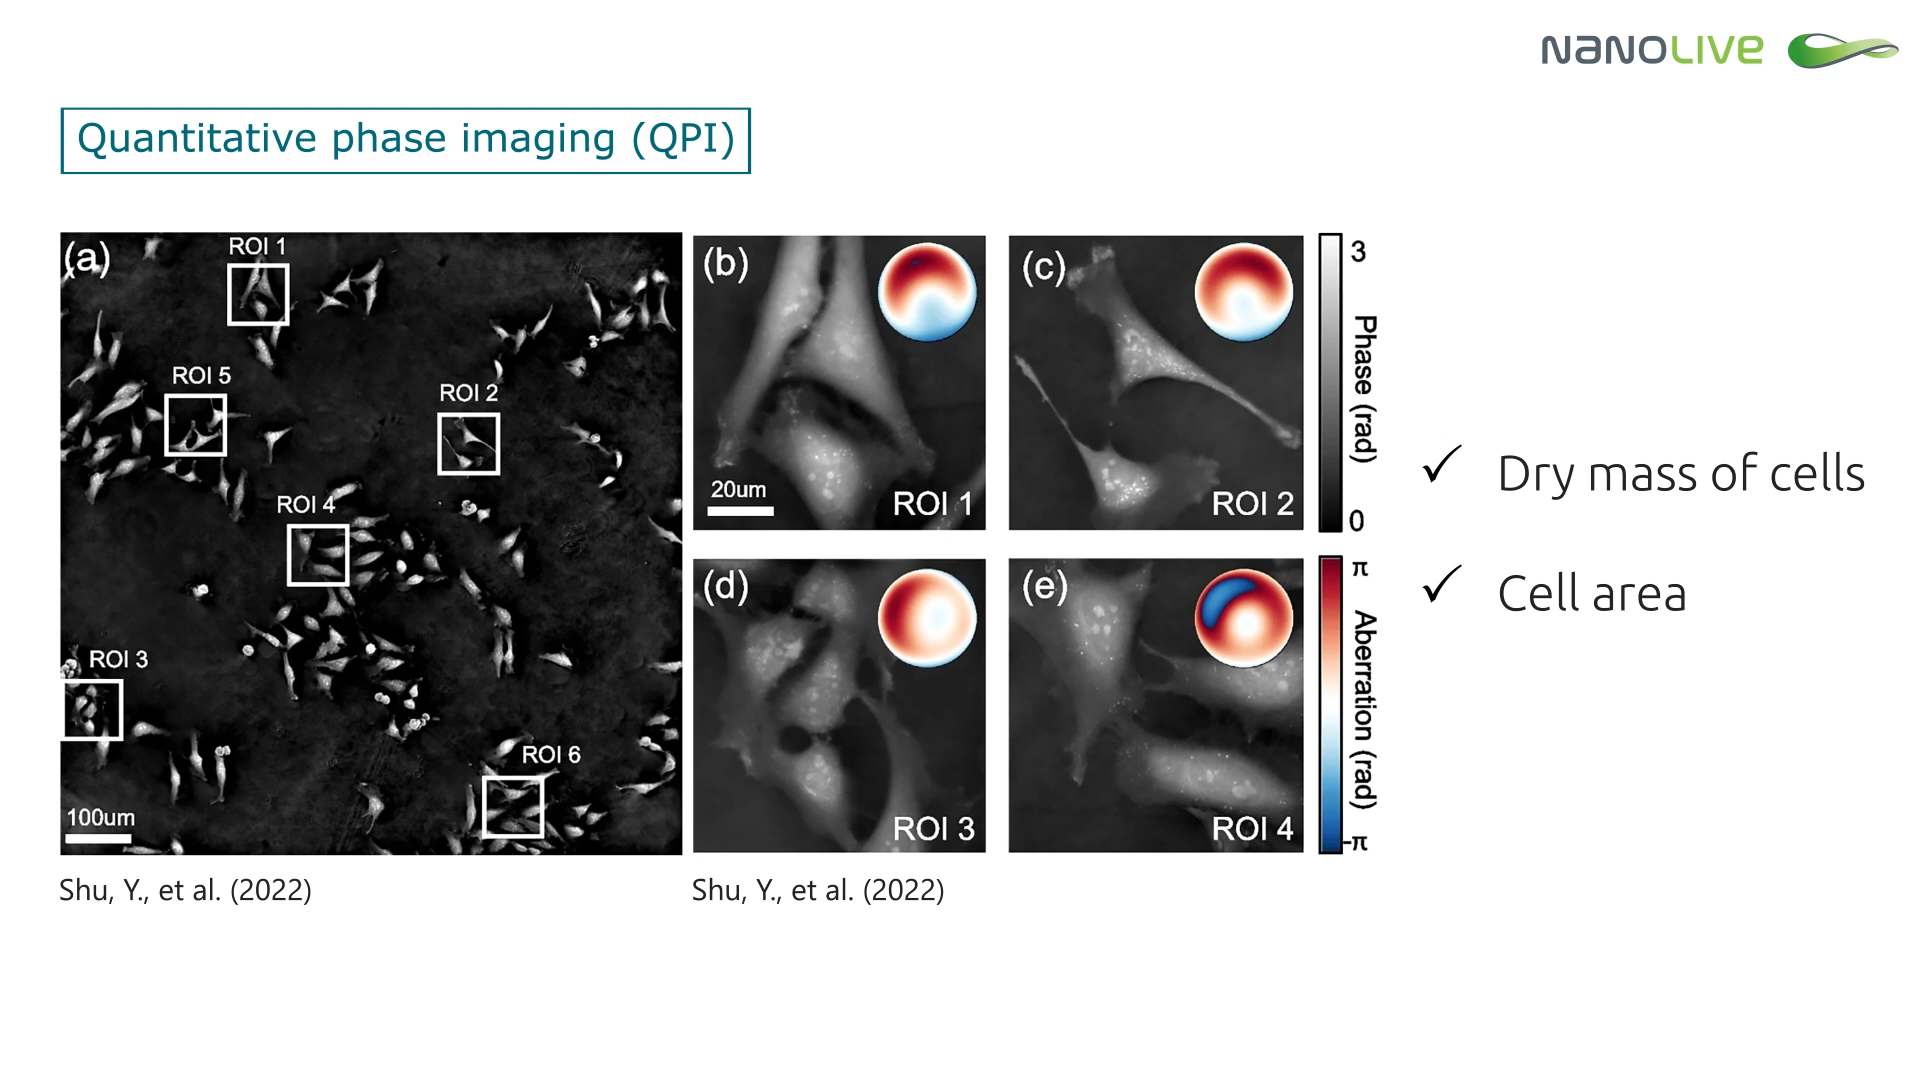 NANOLIVE
Quantitative phase imaging (QPI)
(a)
ROI 1
ROI 5
ROI 2
ROI 4
ROI 3
ROI 6
100um
(b)
20um
ROI 1
(c)
ROI 2
3
Phase (rad)
0
(d)
ROI 3
(e)
ROI 4
π
Aberration (rad)
-π
✓ Dry mass of cells
✓ Cell area
Shu, Y., et al. (2022)
Shu, Y., et al. (2022)